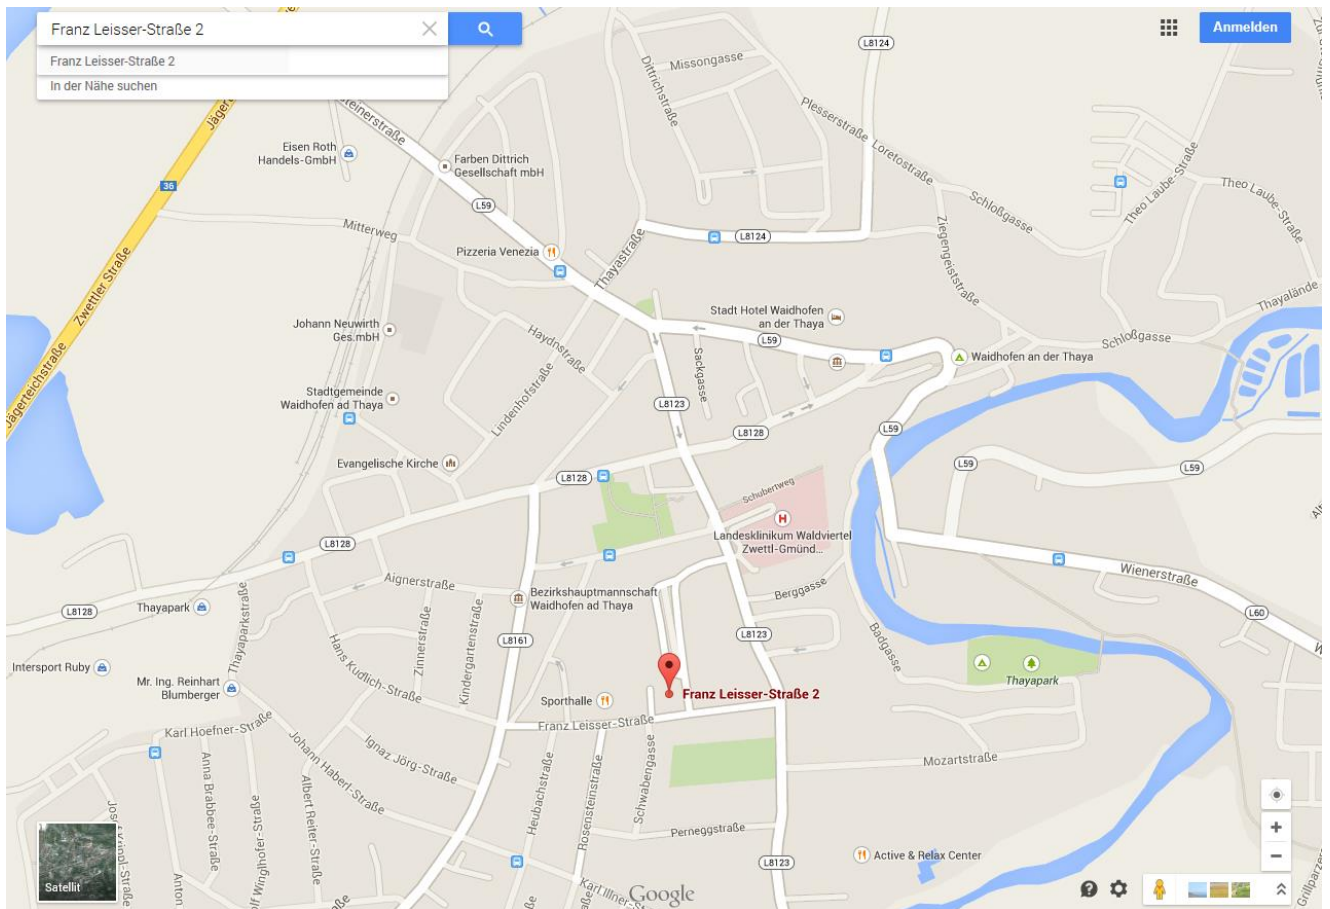 Franz Leisser-Straße 2
Franz Leisser-Straße 2
In der Nähe suchen
Anmelden
L8124
Missongasse
Dittrichstraße
Plesserstraße
Loretostraße
Schloßgasse
Theo Laube-Straße
Theo Laube-Straße
Eisen Roth
Handels-GmbH
Farben Dittrich
Gesellschaft mbH
36
L59
Mitterweg
Pizzeria Venezia
Thayastraße
L8124
Ziegengeiststraße
Thayalände
Zwettler Straße
Stadt Hotel Waidhofen
an der Thaya
Johann Neuwirth
Ges.mbH
Haydnstraße
L59
Sackgasse
Schloßgasse
Waidhofen an der Thaya
Jägerteichstraße
Stadtgemeinde
Waidhofen ad Thaya
Lindenhofstraße
L8123
L8128
L59
Evangelische Kirche
L8128
L59
L59
Schubertweg
Landesklinikum Waldviertel
Zwettl-Gmünd...
L8128
Wienerstraße
Aignerstraße
Bezirkshauptmannschaft
Waidhofen ad Thaya
Berggasse
L8128
Thayapark
L60
Thayaparkstraße
Hans Kudlich-Straße
Zinnerstraße
Kindergartenstraße
L8161
L8123
Badgasse
Intersport Ruby
Mr. Ing. Reinhart
Blumberger
Sporthalle
Franz Leisser-Straße 2
Thayapark
Karl Hoefner-Straße
Franz Leisser-Straße
Johann Haberl-Straße
Ignaz Jörg-Straße
Mozartstraße
Anna Brabbee-Straße
Albert Reiter-Straße
Heubachstraße
Rosensteinstraße
Schwabengasse
Perneggstraße
L8123
Active & Relax Center
Satellit
Anton
Google